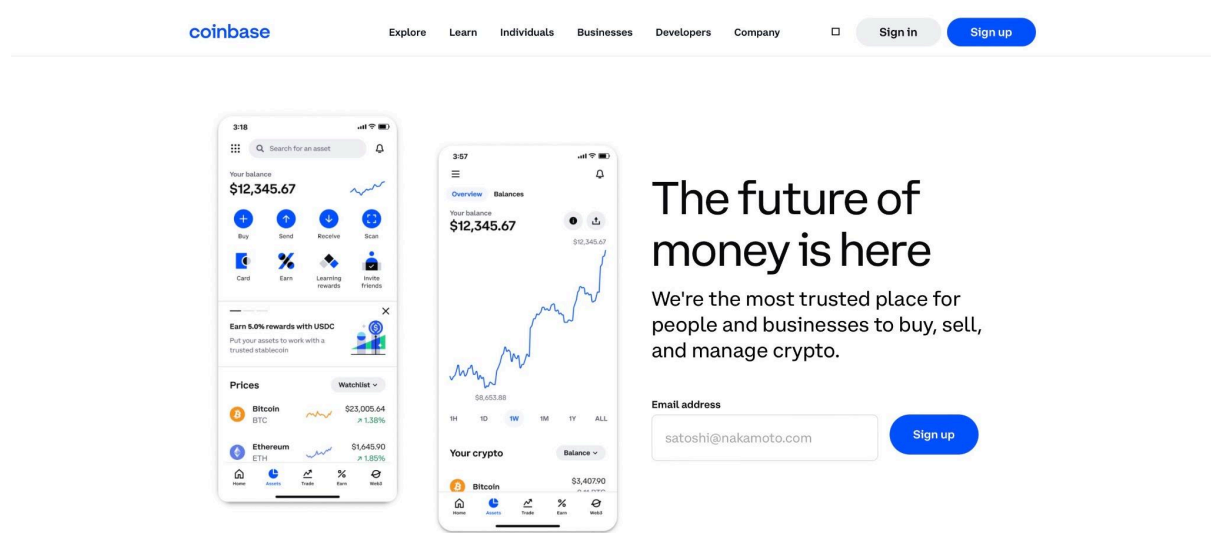 coinbase
Explore Learn Individuals Businesses Developers Company
Sign in
Sign up
3:18
Search for an asset
Your balance
$12,345.67
Buy Send Receive Scan
Card Earn Learning rewards Invite friends
Earn 5.0% rewards with USDC
Put your assets to work with a
trusted stablecoin
Prices Watchlist
Bitcoin $23,005.64
BTC 1.38%
Ethereum $1,645.90
ETH 1.85%
Home Assets Trade Earn Web3
3:57
Overview Balances
Your balance
$12,345.67
$12,345.67
$8,653.88
1H 1D 1W 1M 1Y ALL
Your crypto Balance
Bitcoin $3,407.90
Home Assets Trade Earn Web3
The future of
money is here
We're the most trusted place for
people and businesses to buy, sell,
and manage crypto.
Email address
satoshi@nakamoto.com
Sign up